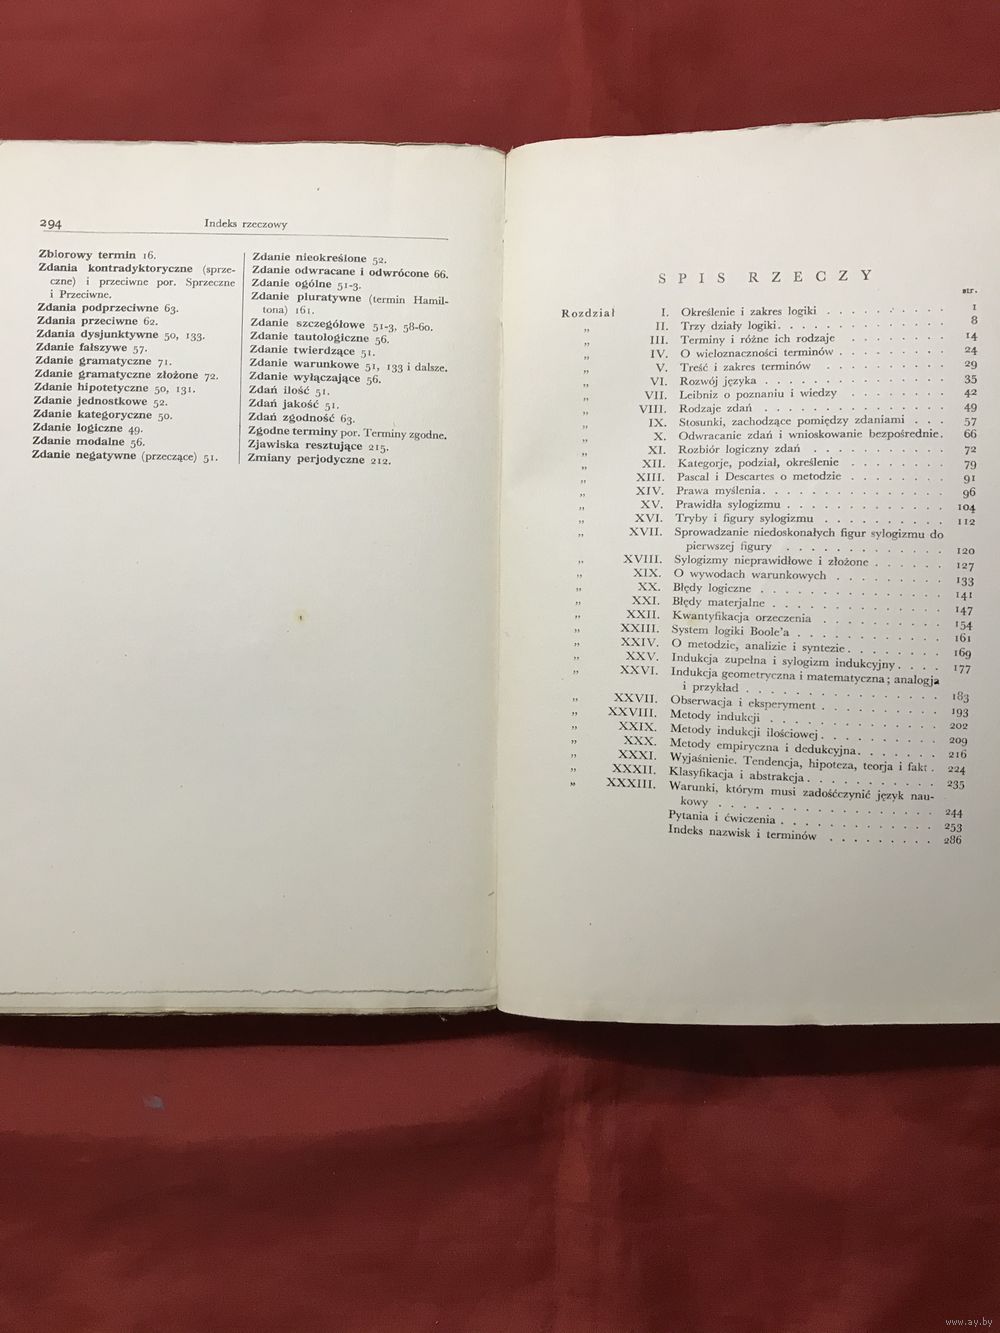 294
Indeks rzeczowy
Zbiorowy termin 16.
Zdania kontradyktoryczne (sprze-
czne) i przeciwne por. Sprzeczne
i Przeciwne.
Zdania podprzeciwne 63.
Zdania przeciwne 62.
Zdania dysjunktywne 50, 133.
Zdanie fałszywe 57.
Zdanie gramatyczne 71.
Zdanie gramatyczne złożone 72.
Zdanie hipotetyczne 50, 131.
Zdanie jednostkowe 52.
Zdanie kategoryczne 50.
Zdanie logiczne 49.
Zdanie modalne 56.
Zdanie negatywne (przeczące) 51.
Zdanie nieokreślone 52.
Zdanie odwracane i odwrócone 66.
Zdanie ogólne 51-3.
Zdanie pluratywne (termin Hamil-
tona) 161.
Zdanie szczegółowe 51-3, 58-60.
Zdanie tautologiczne 56.
Zdanie twierdzące 51.
Zdanie warunkowe 51, 133 i dalsze.
Zdanie wyłączające 56.
Zdań ilość 51.
Zdań jakość 51.
Zdań zgodność 63.
Zgodne terminy por. Terminy zgodne.
Zjawiska resztujące 215.
Zmiany perjodyczne 212.
SPIS RZECZY
str.
Rozdział I. Określenie i zakres logiki . . . . . . . . . 1
„ II. Trzy działy logiki. . . . . . . . . . . . 8
„ III. Terminy i różne ich rodzaje . . . . . . . 14
„ IV. O wieloznaczności terminów . . . . . . . . 24
„ V. Treść i zakres terminów . . . . . . . . . 29
„ VI. Rozwój języka . . . . . . . . . . . . . 35
„ VII. Leibniz o poznaniu i wiedzy . . . . . . . 42
„ VIII. Rodzaje zdań . . . . . . . . . . . . . 49
„ IX. Stosunki, zachodzące pomiędzy zdaniami . . . 57
„ X. Odwracanie zdań i wnioskowanie bezpośrednie. 66
„ XI. Rozbiór logiczny zdań . . . . . . . . . . 72
„ XII. Kategorje, podział, określenie . . . . . . . 79
„ XIII. Pascal i Descartes o metodzie . . . . . . . 91
„ XIV. Prawa myślenia. . . . . . . . . . . . . 96
„ XV. Prawidła sylogizmu . . . . . . . . . . . 104
„ XVI. Tryby i figury sylogizmu . . . . . . . . . 112
„ XVII. Sprowadzanie niedoskonałych figur sylogizmu do
pierwszej figury . . . . . . . . . . . . 120
„ XVIII. Sylogizmy nieprawidłowe i złożone . . . . . . 127
„ XIX. O wywodach warunkowych . . . . . . . . 133
„ XX. Błędy logiczne . . . . . . . . . . . . . 141
„ XXI. Błędy materjalne . . . . . . . . . . . . 147
„ XXII. Kwantyfikacja orzeczenia . . . . . . . . . 154
„ XXIII. System logiki Boole'a . . . . . . . . . . 161
„ XXIV. O metodzie, analizie i syntezie . . . . . . . 169
„ XXV. Indukcja zupełna i sylogizm indukcyjny . . . . 177
„ XXVI. Indukcja geometryczna i matematyczna; analogja
i przykład . . . . . . . . . . . . . . 183
„ XXVII. Obserwacja i eksperyment . . . . . . . . . 193
„ XXVIII. Metody indukcji . . . . . . . . . . . . 202
„ XXIX. Metody indukcji ilościowej . . . . . . . . . 209
„ XXX. Metody empiryczna i dedukcyjna. . . . . . . 216
„ XXXI. Wyjaśnienie. Tendencja, hipoteza, teorja i fakt . 224
„ XXXII. Klasyfikacja i abstrakcja . . . . . . . . . . 235
„ XXXIII. Warunki, którym musi zadośćczynić język nau-
kowy . . . . . . . . . . . . . . . . 244
Pytania i ćwiczenia . . . . . . . . . . . . 253
Indeks nazwisk i terminów . . . . . . . . 286
www.ay.by